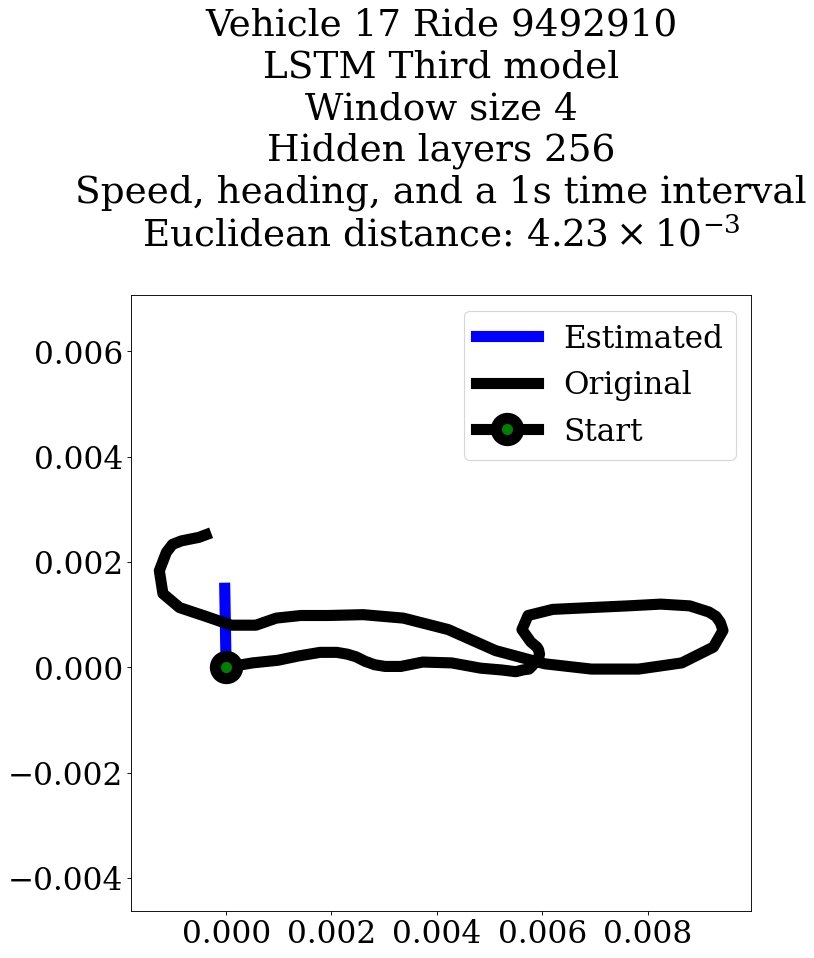 Vehicle 17 Ride 9492910
LSTM Third model
Window size 4
Hidden layers 256
Speed, heading, and a 1s time interval
Euclidean distance: 4.23 × 10⁻³
Estimated
Original
Start
0.006
0.004
0.002
0.000
−0.002
−0.004
0.000 0.002 0.004 0.006 0.008